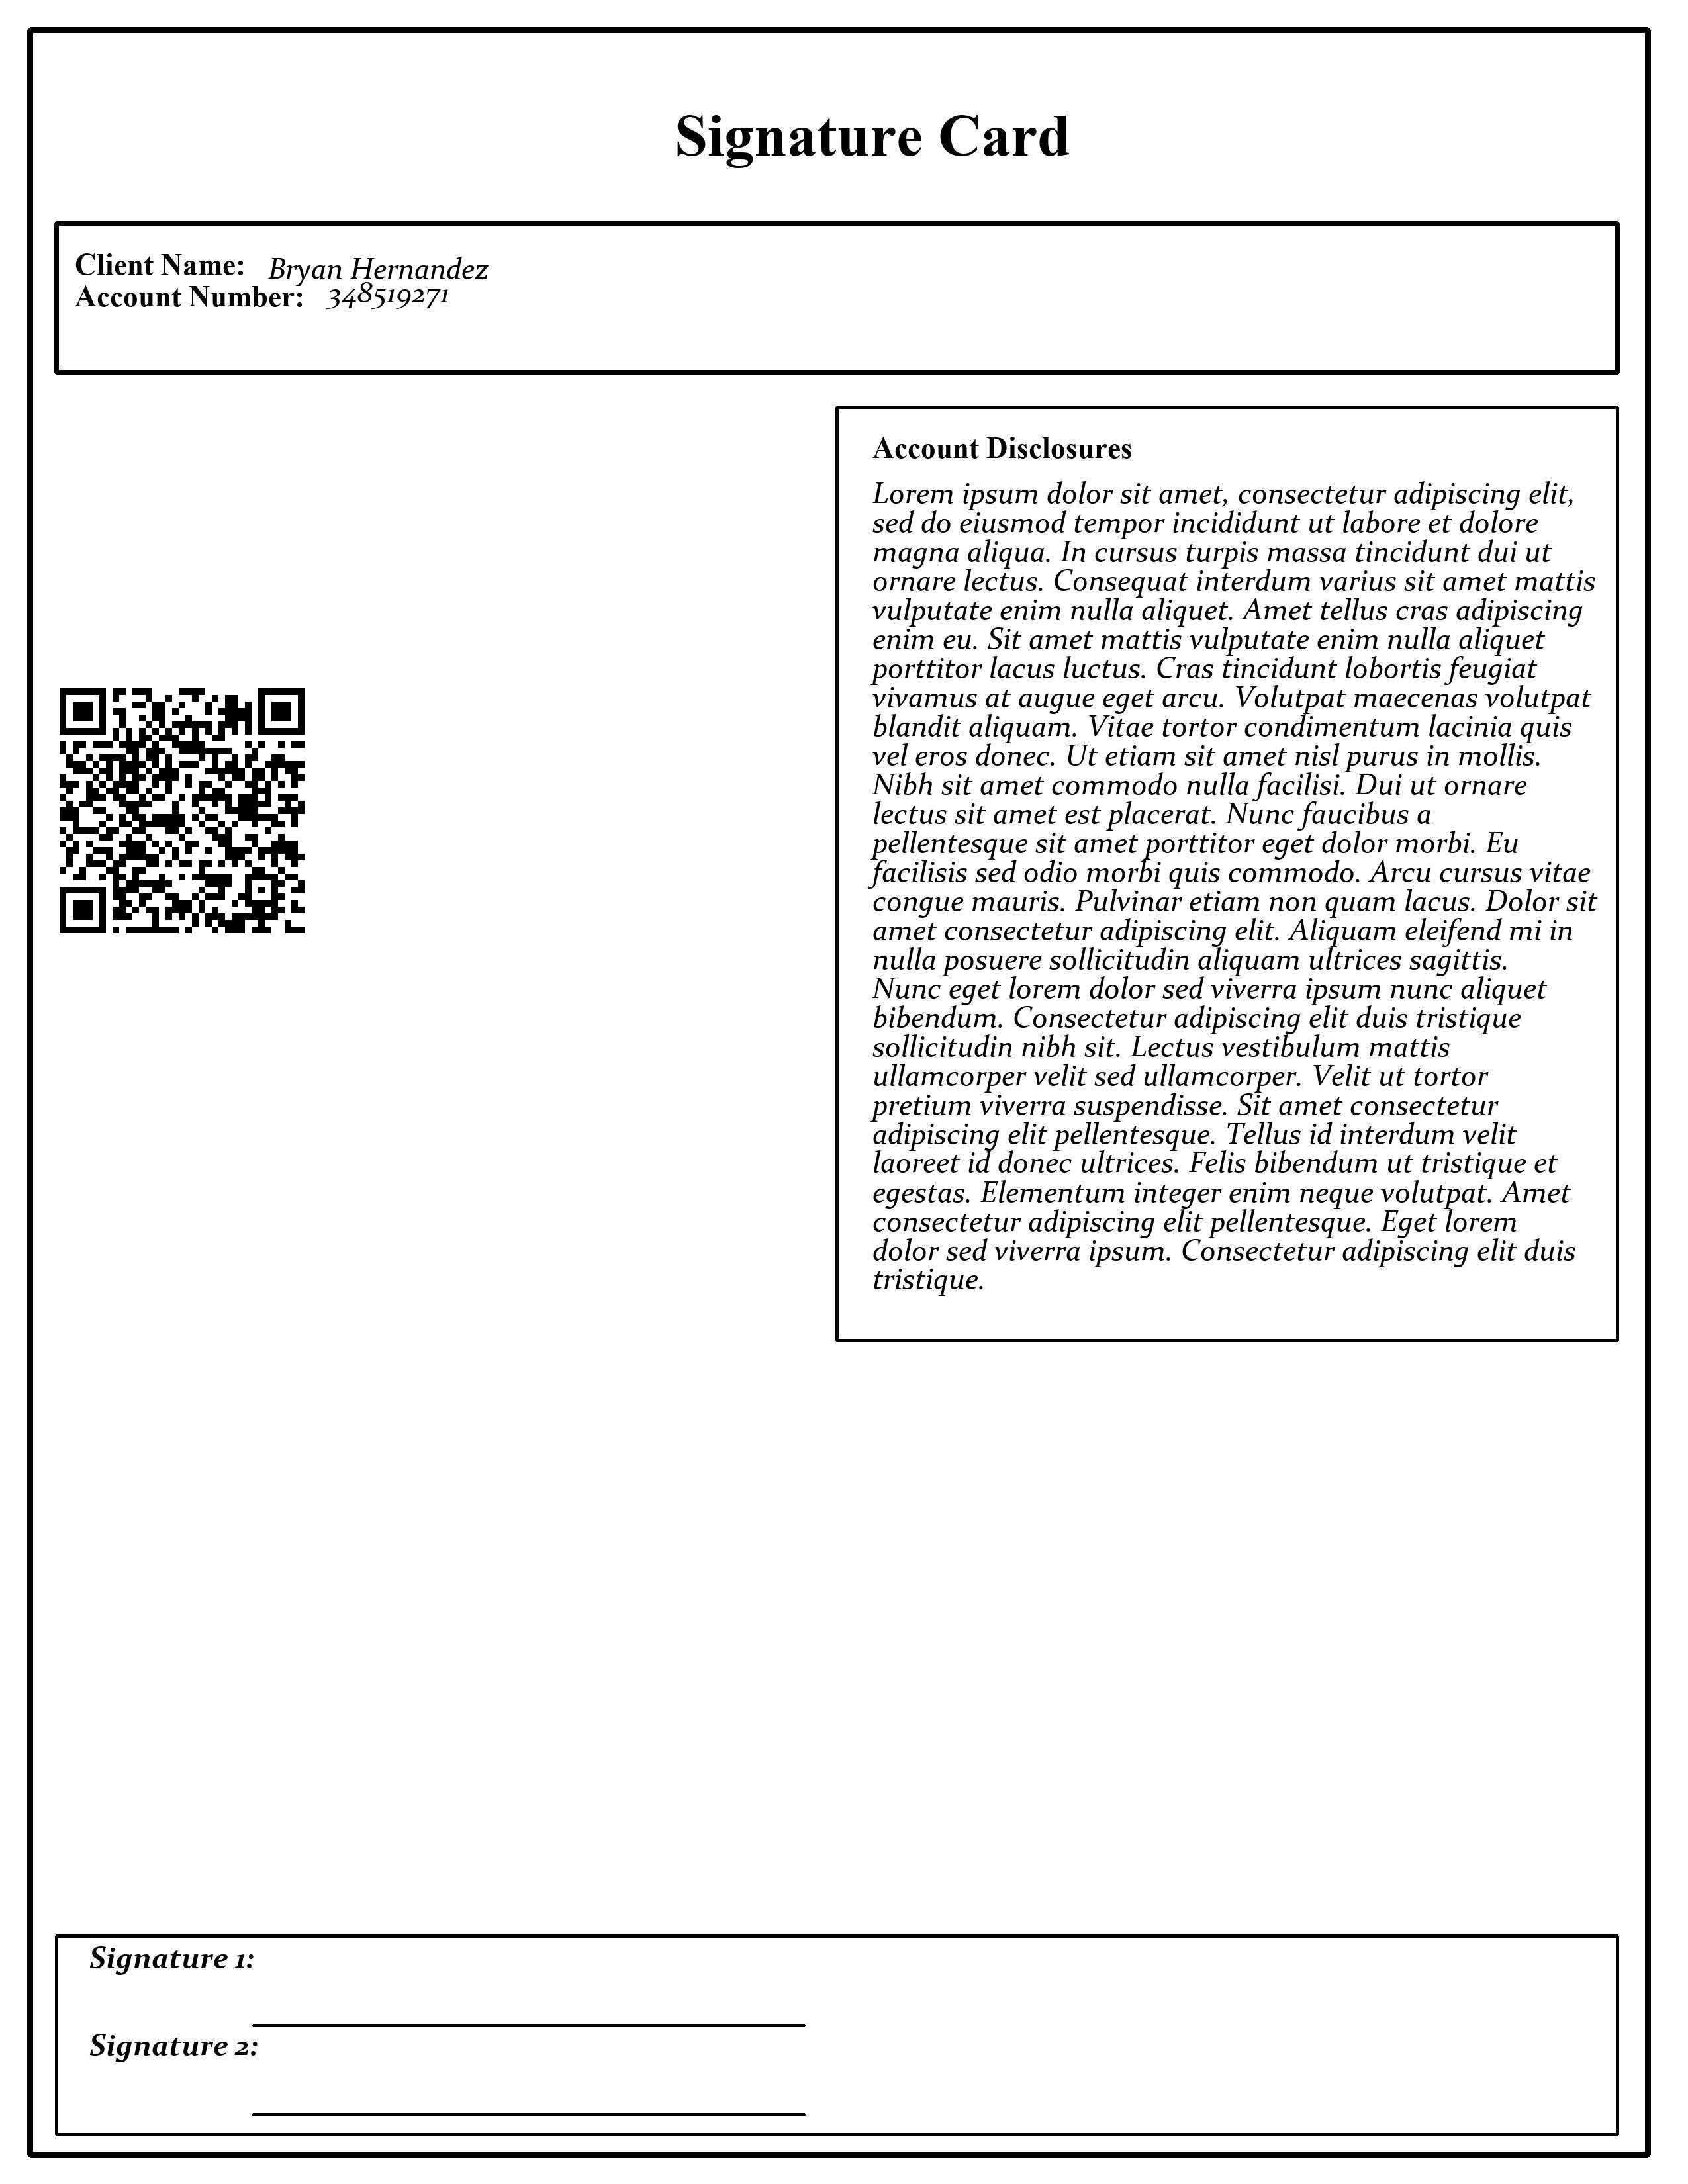 Signature Card
Client Name: Bryan Hernandez
Account Number: 348519271
Account Disclosures
Lorem ipsum dolor sit amet, consectetur adipiscing elit,
sed do eiusmod tempor incididunt ut labore et dolore
magna aliqua. In cursus turpis massa tincidunt dui ut
ornare lectus. Consequat interdum varius sit amet mattis
vulputate enim nulla aliquet. Amet tellus cras adipiscing
enim eu. Sit amet mattis vulputate enim nulla aliquet
porttitor lacus luctus. Cras tincidunt lobortis feugiat
vivamus at augue eget arcu. Volutpat maecenas volutpat
blandit aliquam. Vitae tortor condimentum lacinia quis
vel eros donec. Ut etiam sit amet nisl purus in mollis.
Nibh sit amet commodo nulla facilisi. Dui ut ornare
lectus sit amet est placerat. Nunc faucibus a
pellentesque sit amet porttitor eget dolor morbi. Eu
facilisis sed odio morbi quis commodo. Arcu cursus vitae
congue mauris. Pulvinar etiam non quam lacus. Dolor sit
amet consectetur adipiscing elit. Aliquam eleifend mi in
nulla posuere sollicitudin aliquam ultrices sagittis.
Nunc eget lorem dolor sed viverra ipsum nunc aliquet
bibendum. Consectetur adipiscing elit duis tristique
sollicitudin nibh sit. Lectus vestibulum mattis
ullamcorper velit sed ullamcorper. Velit ut tortor
pretium viverra suspendisse. Sit amet consectetur
adipiscing elit pellentesque. Tellus id interdum velit
laoreet id donec ultrices. Felis bibendum ut tristique et
egestas. Elementum integer enim neque volutpat. Amet
consectetur adipiscing elit pellentesque. Eget lorem
dolor sed viverra ipsum. Consectetur adipiscing elit duis
tristique.
Signature 1:
Signature 2: